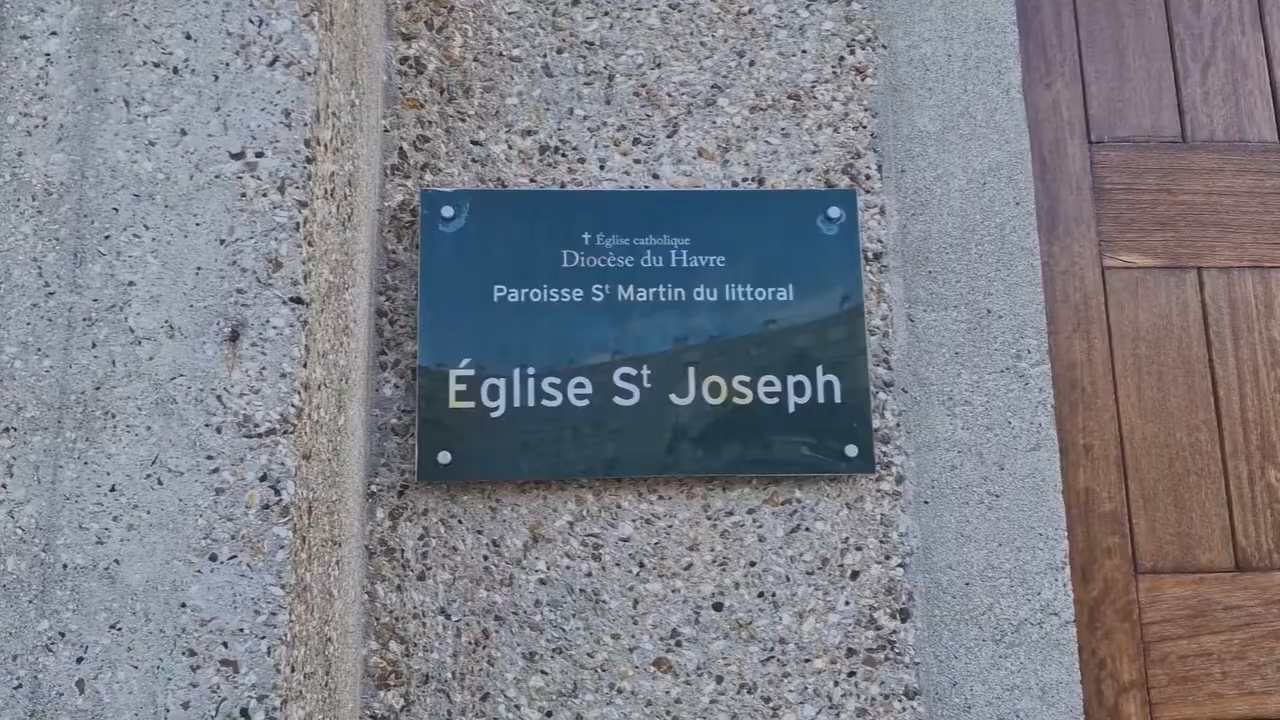 ✝ Église catholique
Diocèse du Havre
Paroisse St Martin du littoral
Église St Joseph